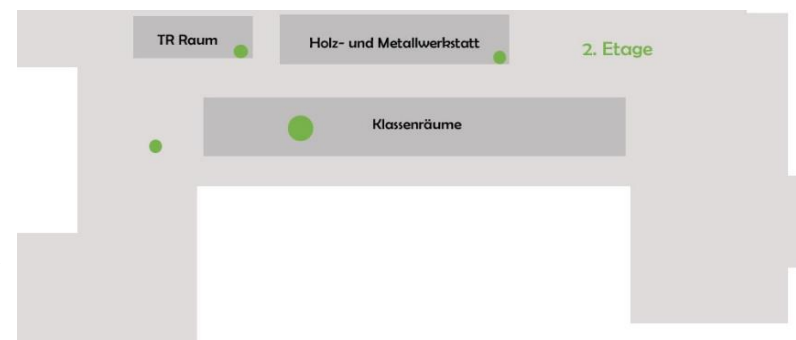 TR Raum
Holz- und Metallwerkstatt
2. Etage
Klassenräume